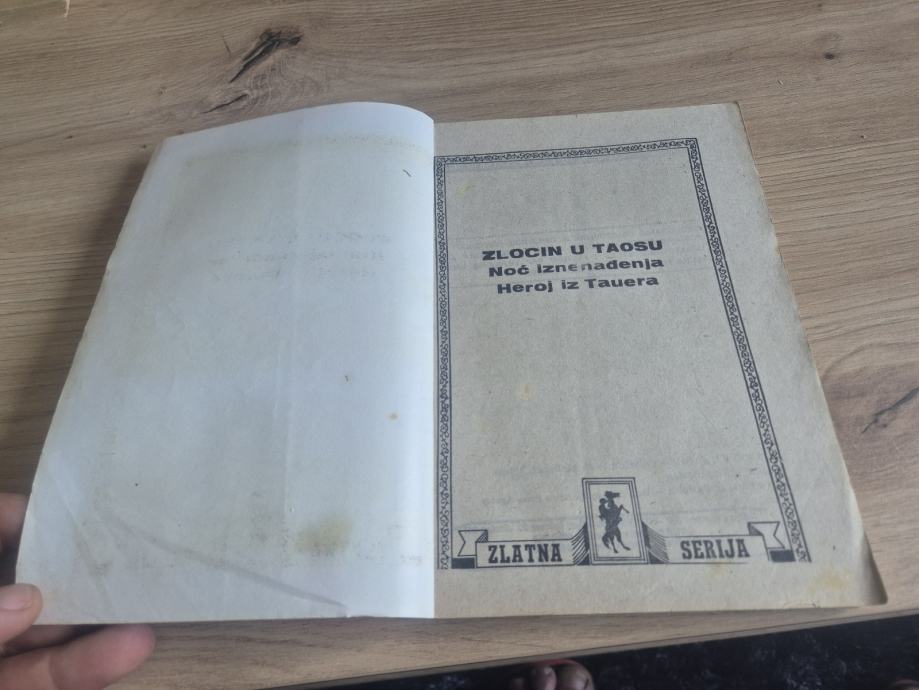 ZLOCIN U TAOSU
Noć iznenađenja
Heroj iz Tauera
ZLATNA SERIJA